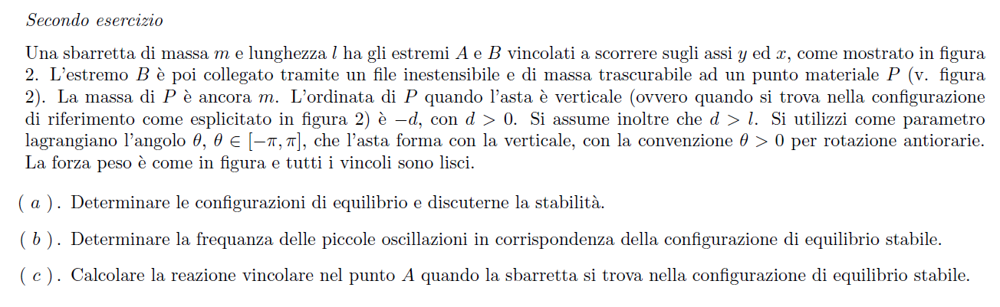 Secondo esercizio
Una sbarretta di massa m e lunghezza l ha gli estremi A e B vincolati a scorrere sugli assi y ed x, come mostrato in figura
2. L'estremo B è poi collegato tramite un file inestensibile e di massa trascurabile ad un punto materiale P (v. figura
2). La massa di P è ancora m. L'ordinata di P quando l'asta è verticale (ovvero quando si trova nella configurazione
di riferimento come esplicitato in figura 2) è −d, con d > 0. Si assume inoltre che d > l. Si utilizzi come parametro
lagrangiano l'angolo θ, θ ∈ [−π, π], che l'asta forma con la verticale, con la convenzione θ > 0 per rotazione antiorarie.
La forza peso è come in figura e tutti i vincoli sono lisci.
( a ). Determinare le configurazioni di equilibrio e discuterne la stabilità.
( b ). Determinare la frequanza delle piccole oscillazioni in corrispondenza della configurazione di equilibrio stabile.
( c ). Calcolare la reazione vincolare nel punto A quando la sbarretta si trova nella configurazione di equilibrio stabile.